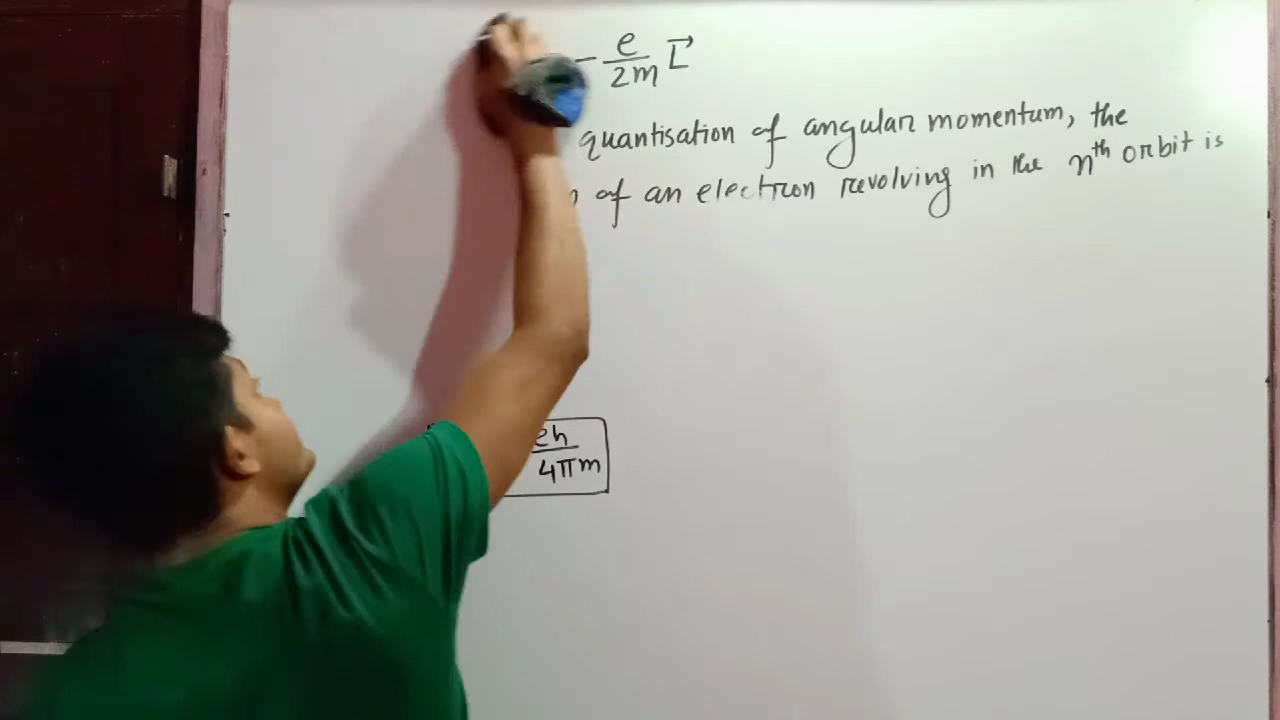 - e/2m L⃗
quantisation of angular momentum, the
of an electron revolving in the nth orbit is
eh/4πm